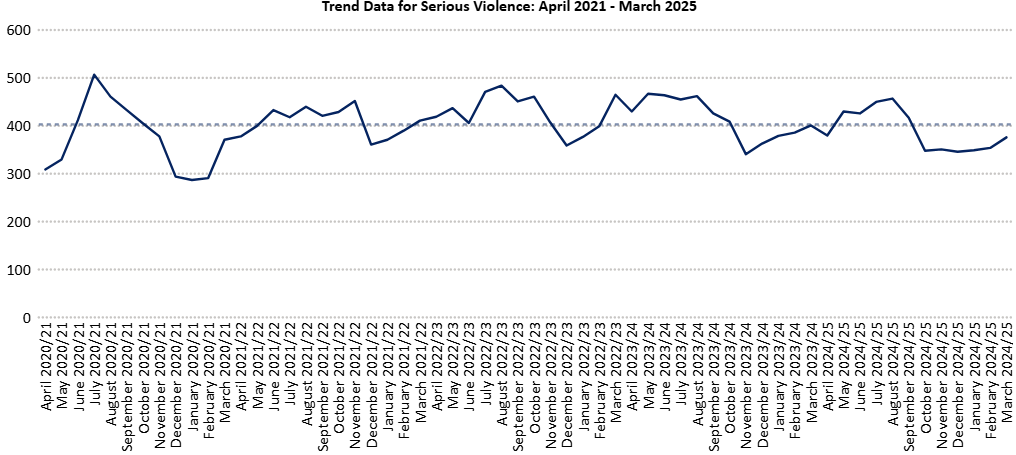 Trend Data for Serious Violence: April 2021 - March 2025
600
500
400
300
200
100
0
April 2020/21
May 2020/21
June 2020/21
July 2020/21
August 2020/21
September 2020/21
October 2020/21
November 2020/21
December 2020/21
January 2020/21
February 2020/21
March 2020/21
April 2021/22
May 2021/22
June 2021/22
July 2021/22
August 2021/22
September 2021/22
October 2021/22
November 2021/22
December 2021/22
January 2021/22
February 2021/22
March 2021/22
April 2022/23
May 2022/23
June 2022/23
July 2022/23
August 2022/23
September 2022/23
October 2022/23
November 2022/23
December 2022/23
January 2022/23
February 2022/23
March 2022/23
April 2023/24
May 2023/24
June 2023/24
July 2023/24
August 2023/24
September 2023/24
October 2023/24
November 2023/24
December 2023/24
January 2023/24
February 2023/24
March 2023/24
April 2024/25
May 2024/25
June 2024/25
July 2024/25
August 2024/25
September 2024/25
October 2024/25
November 2024/25
December 2024/25
January 2024/25
February 2024/25
March 2024/25